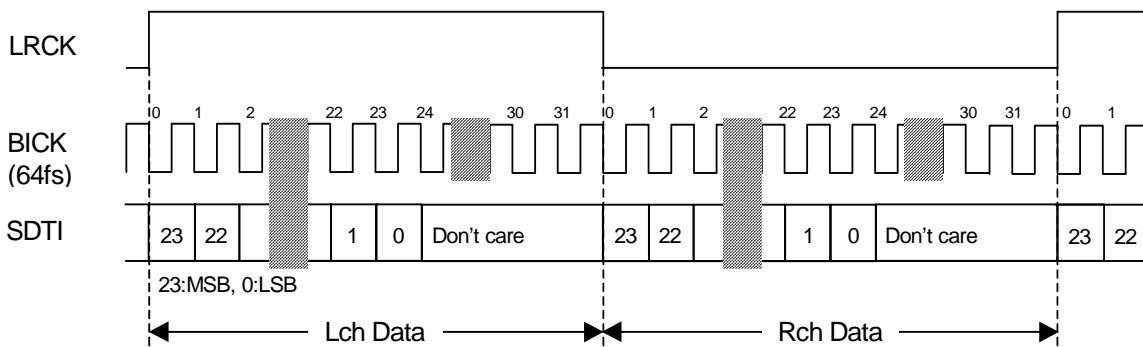 LRCK
0 1 2 22 23 24 30 31 0 1 2 22 23 24 30 31 0 1
BICK
(64fs)
SDTI 23 22 1 0 Don't care 23 22 1 0 Don't care 23 22
23:MSB, 0:LSB
Lch Data Rch Data